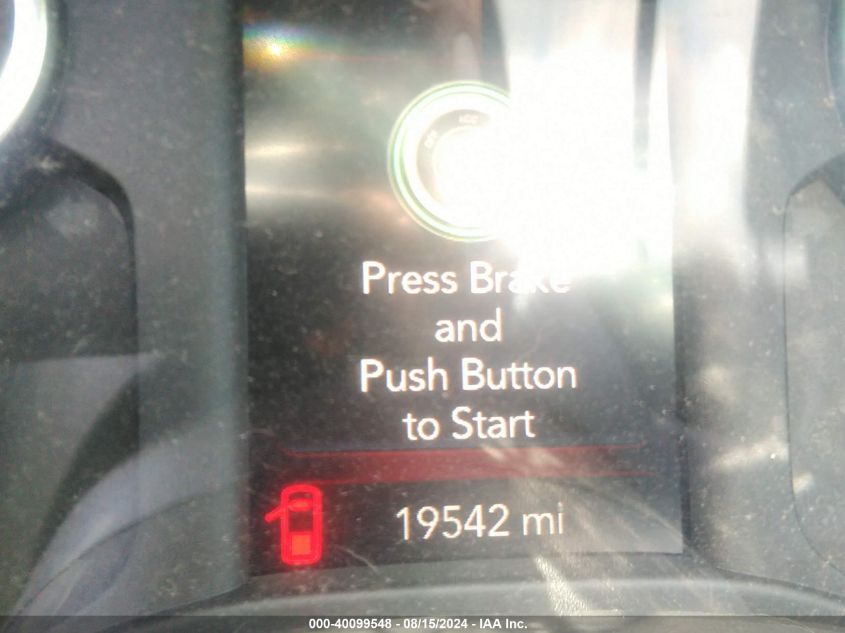 Press Brake
and
Push Button
to Start
19542 mi
000-40099548 - 08/15/2024 - IAA Inc.